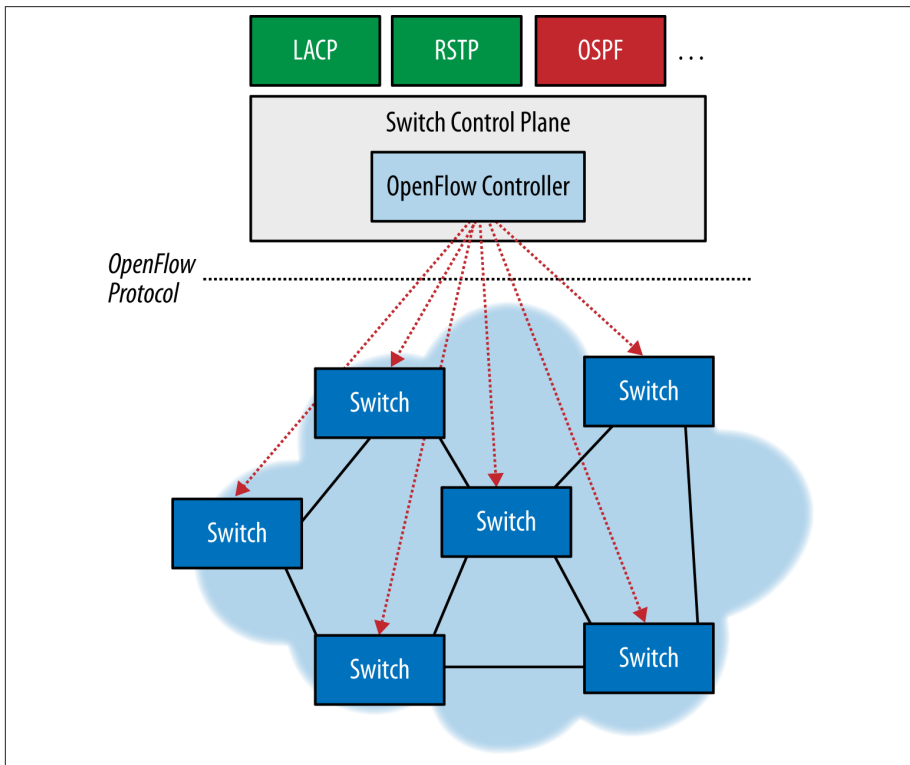 LACP
RSTP
OSPF
...
Switch Control Plane
OpenFlow Controller
OpenFlow
Protocol
Switch
Switch
Switch
Switch
Switch
Switch